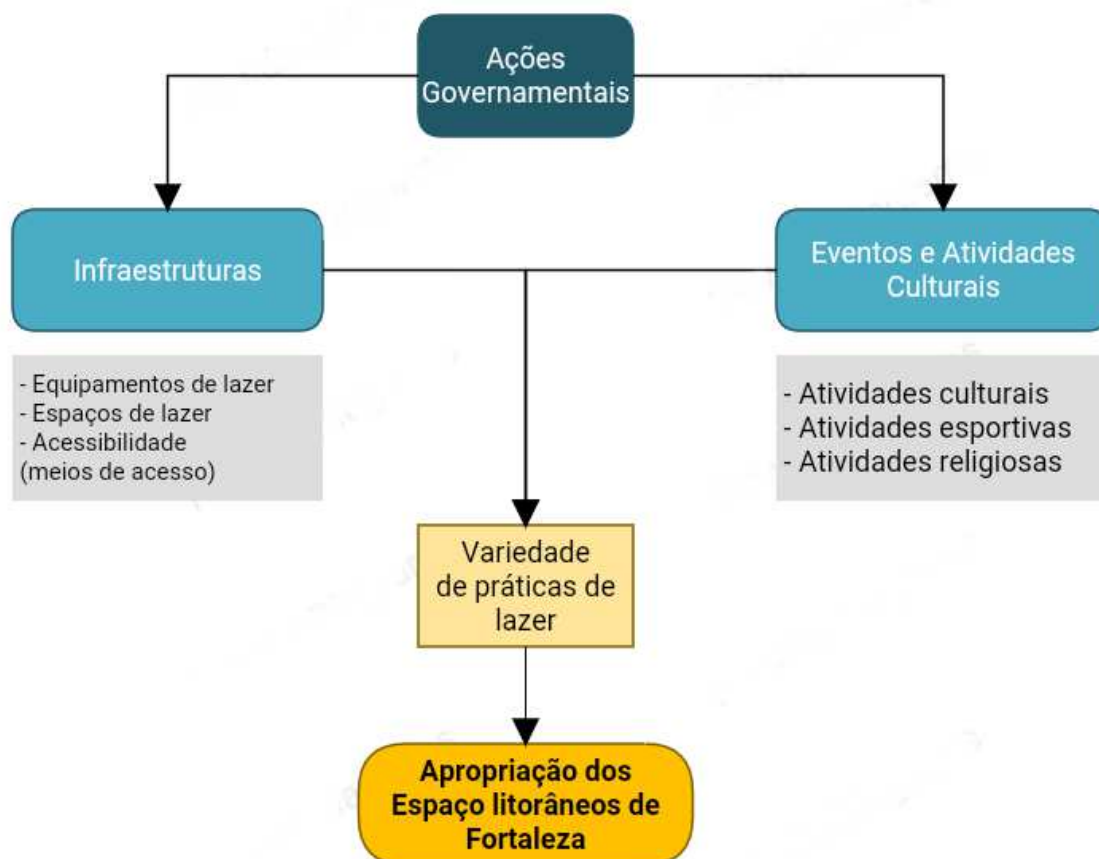 Ações
Governamentais
Infraestruturas
Eventos e Atividades
Culturais
- Equipamentos de lazer
- Espaços de lazer
- Acessibilidade
(meios de acesso)
- Atividades culturais
- Atividades esportivas
- Atividades religiosas
Variedade
de práticas de
lazer
Apropriação dos
Espaço litorâneos de
Fortaleza